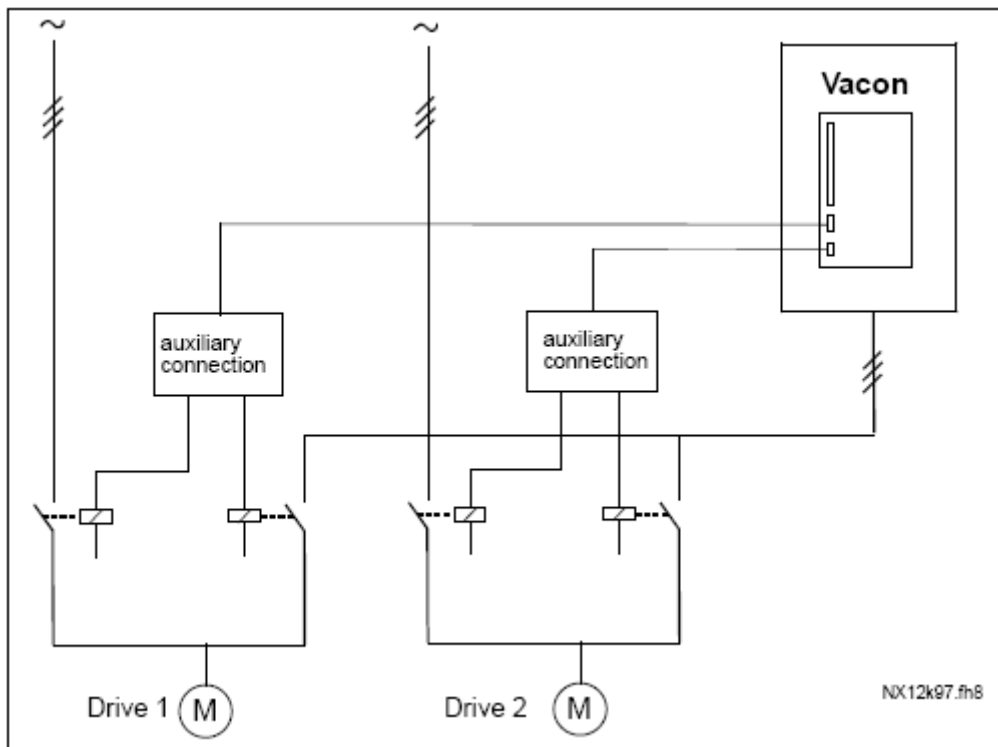 ~
~
Vacon
auxiliary
connection
auxiliary
connection
Drive 1
M
Drive 2
M
NX12k97.fh8